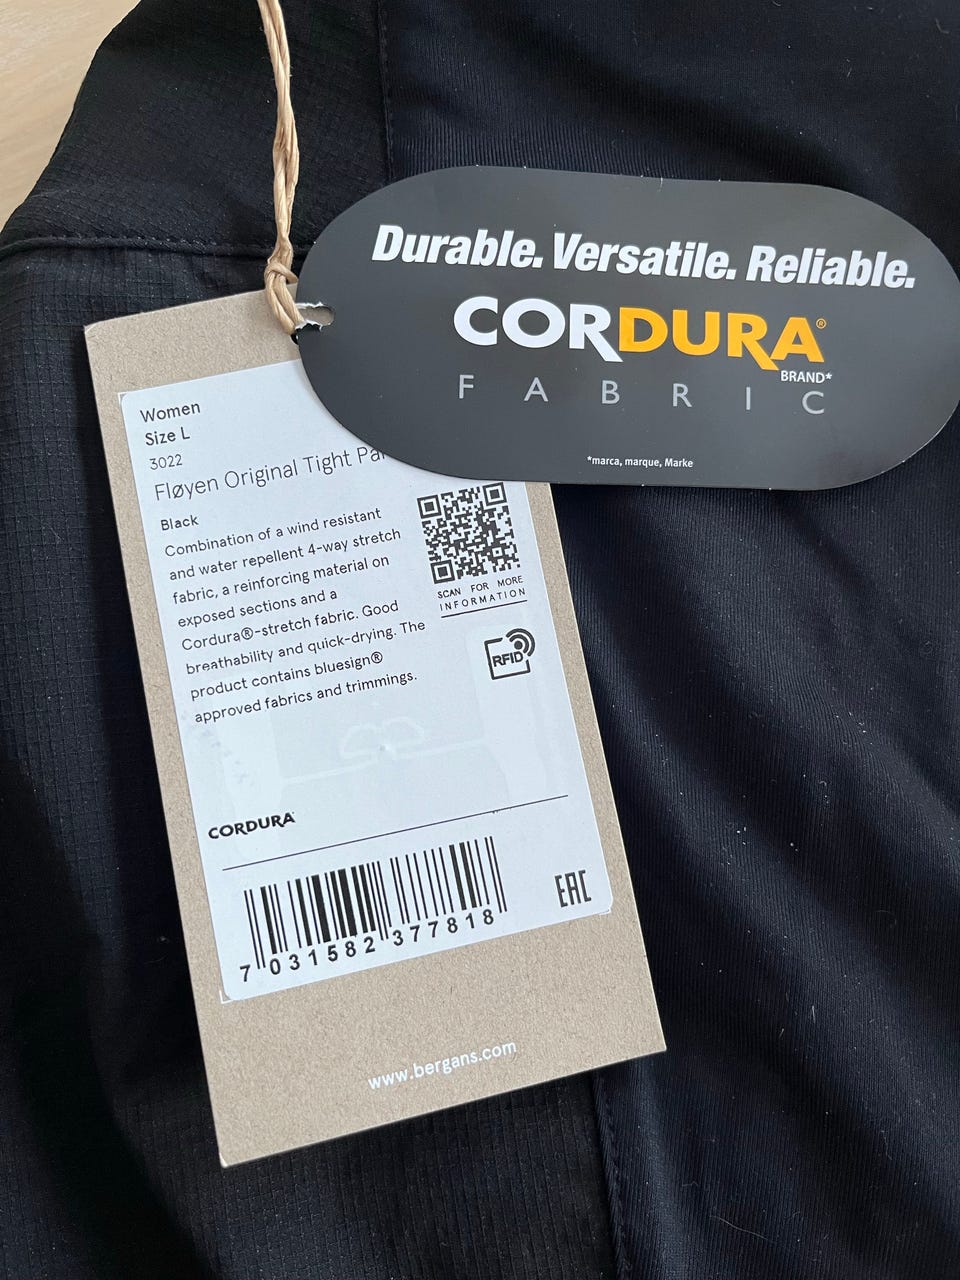 Durable. Versatile. Reliable.
CORDURA®
BRAND*
FABRIC
*marca, marque, Marke
Women
Size L
3022
Fløyen Original Tight
Black
Combination of a wind resistant
and water repellent 4-way stretch
fabric, a reinforcing material on
exposed sections and a
Cordura®-stretch fabric. Good
breathability and quick-drying. The
product contains bluesign®
approved fabrics and trimmings.
SCAN FOR MORE
INFORMATION
RFID
CORDURA
EAC
7 031582 377818
www.bergans.com